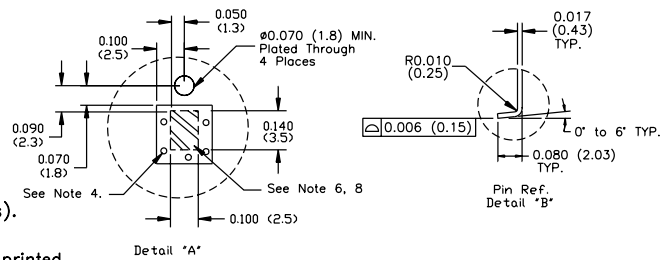 0.050
(1.3)
0.100
(2.5)
ø0.070 (1.8) MIN.
Plated Through
4 Places
0.090
(2.3)
0.070
(1.8)
0.140
(3.5)
See Note 4.
See Note 6, 8
0.100 (2.5)
Detail "A"
0.017
(0.43)
TYP.
R0.010
(0.25)
0.006 (0.15)
0° to 6° TYP.
0.080 (2.03)
TYP.
Pin Ref.
Detail "B"
s).
printed